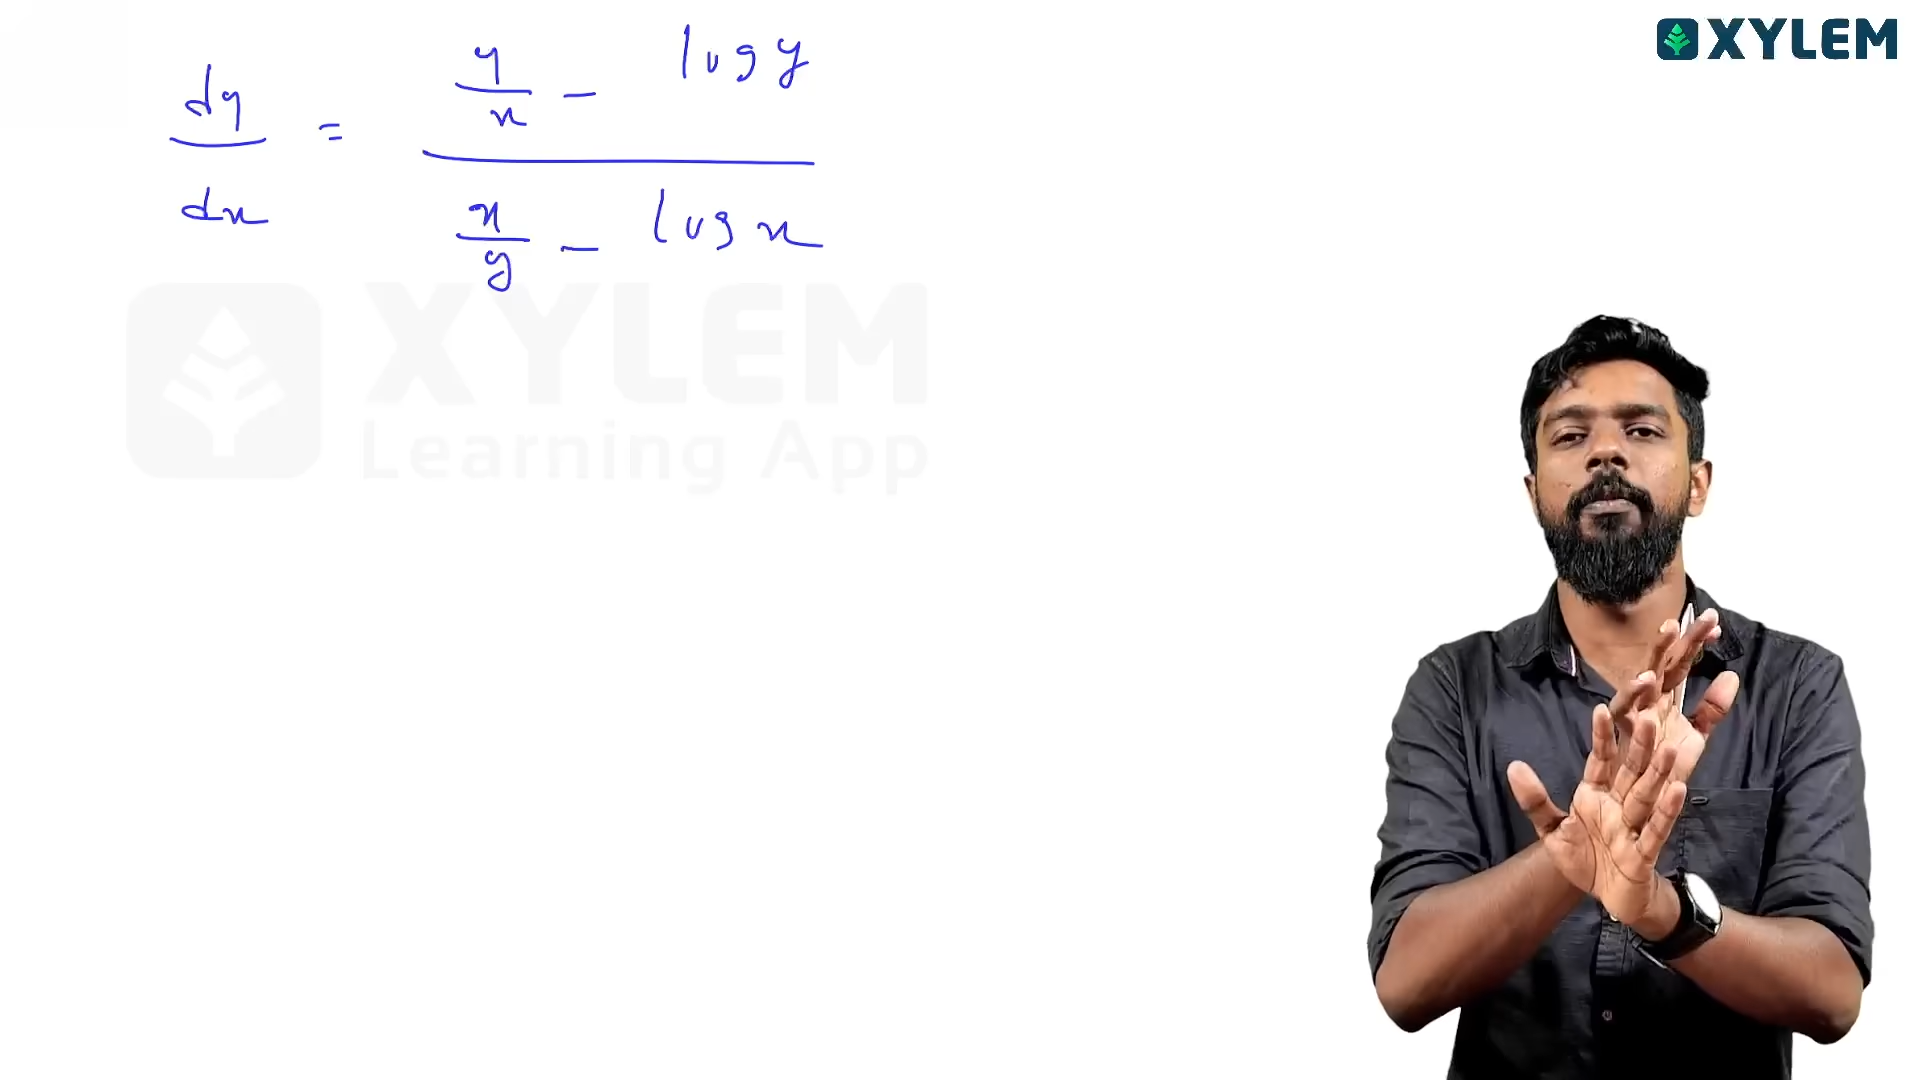 XYLEM
dy/dx = (y/x - log y)/(x/y - log x)
XYLEM
Learning App